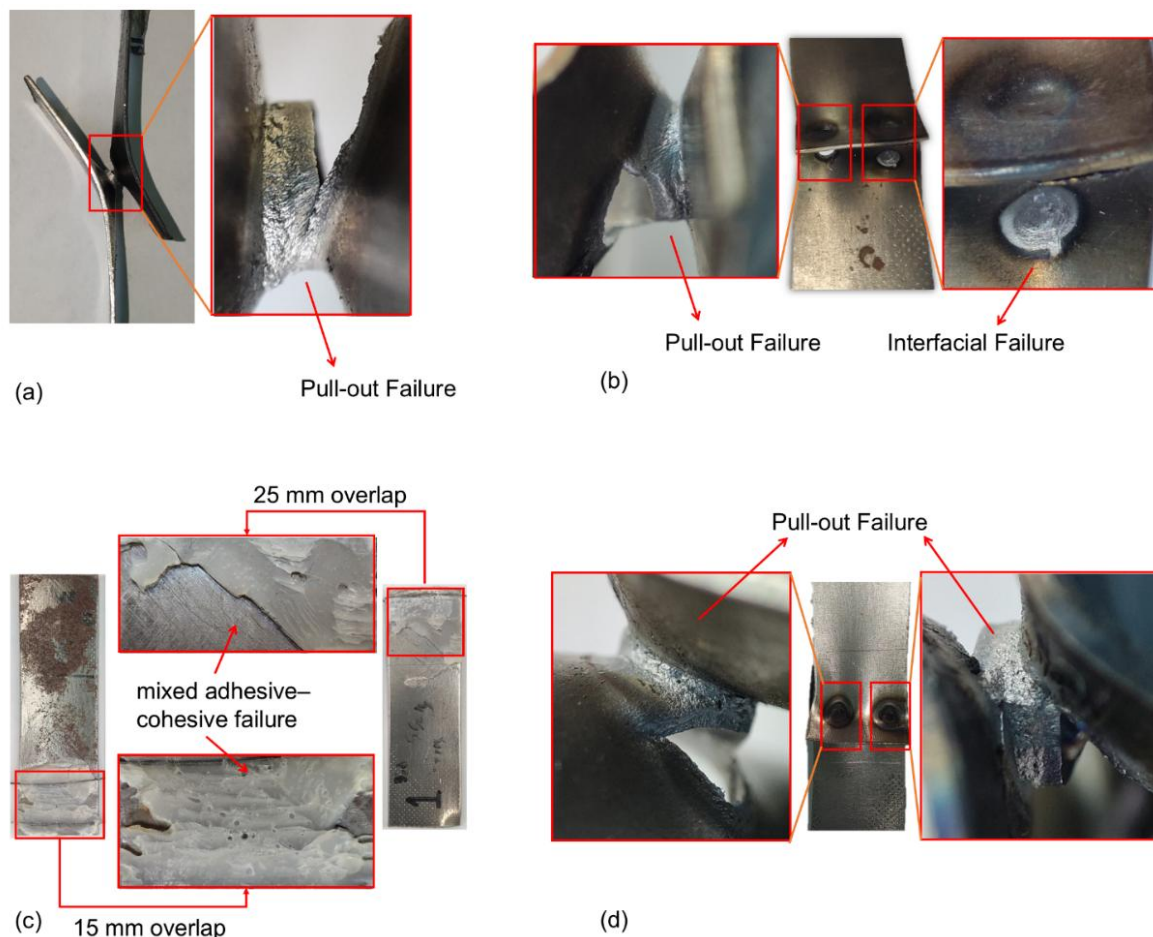 Pull-out Failure
(a)
Pull-out Failure
Interfacial Failure
(b)
25 mm overlap
mixed adhesive–
cohesive failure
1
15 mm overlap
(c)
Pull-out Failure
(d)